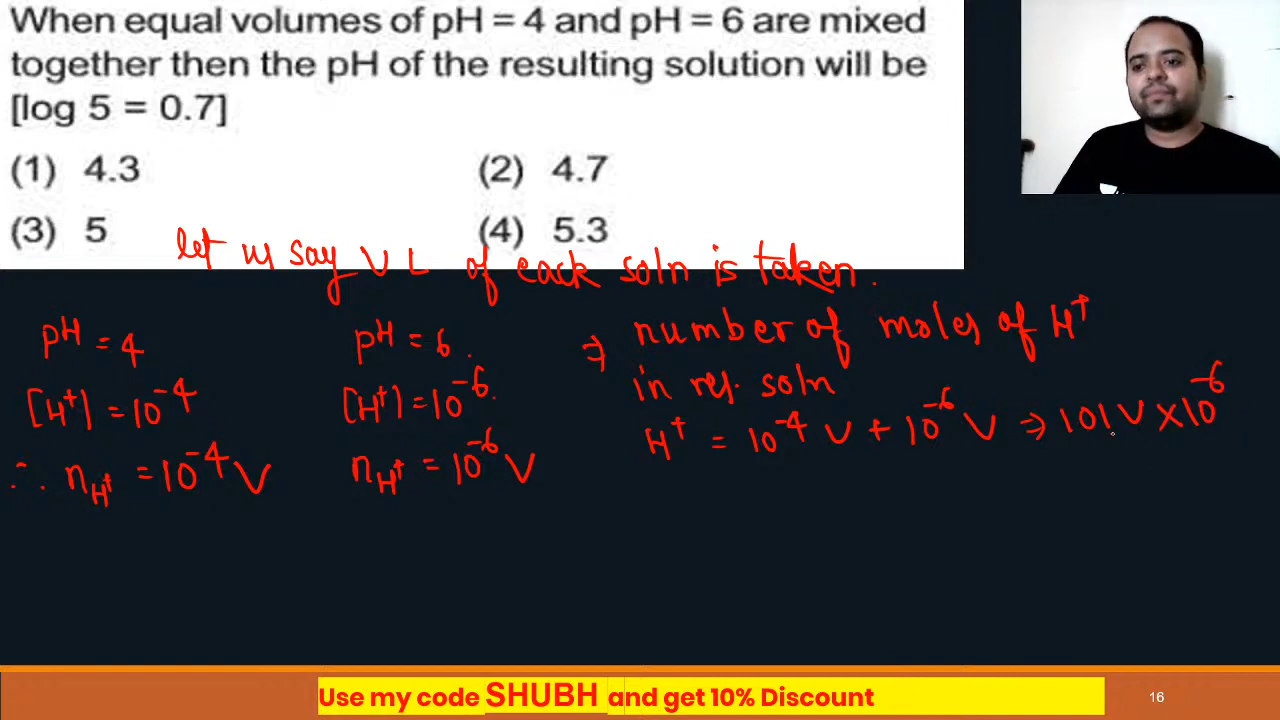 When equal volumes of pH = 4 and pH = 6 are mixed
together then the pH of the resulting solution will be
[log 5 = 0.7]
(1) 4.3
(2) 4.7
(3) 5
(4) 5.3
let us say V L of each soln is taken.
pH = 4
[H+] = 10⁻⁴
∴ nH+ = 10⁻⁴ V
pH = 6.
[H+] = 10⁻⁶.
nH+ = 10⁻⁶ V
⇒ number of moles of H+
in res. soln
H+ = 10⁻⁴ V + 10⁻⁶ V ⇒ 101V × 10⁻⁶
Use my code SHUBH and get 10% Discount
16